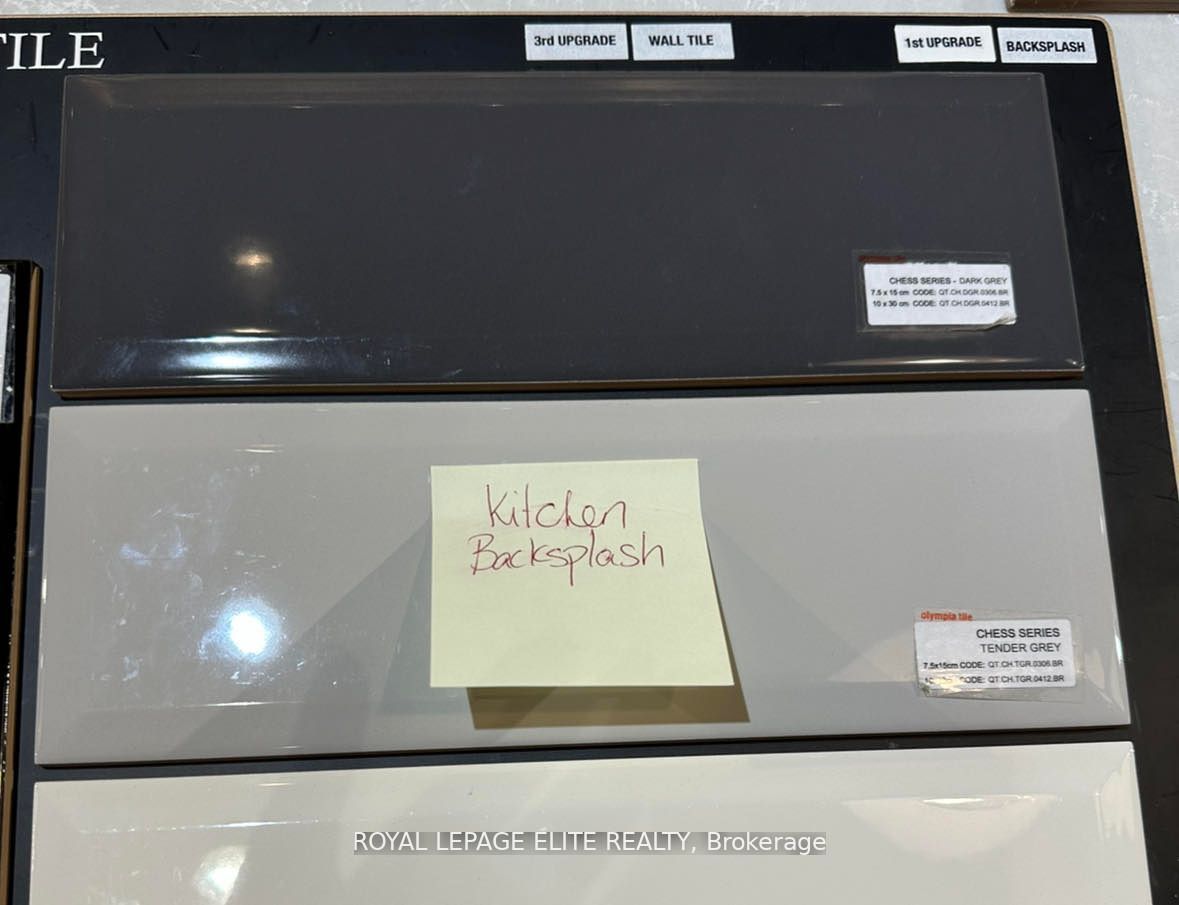 TILE
3rd UPGRADE
WALL TILE
1st UPGRADE
BACKSPLASH
CHESS SERIES - DARK GREY
7.5 x 15 cm CODE: QT.CH.DGR.0306.BR
10 x 30 cm CODE: QT.CH.DGR.0412.BR
Kitchen
Backsplash
olympia tile
CHESS SERIES
TENDER GREY
7.5x15cm CODE: QT.CH.TGR.0306.BR
CODE: QT.CH.TGR.0412.BR
ROYAL LEPAGE ELITE REALTY, Brokerage